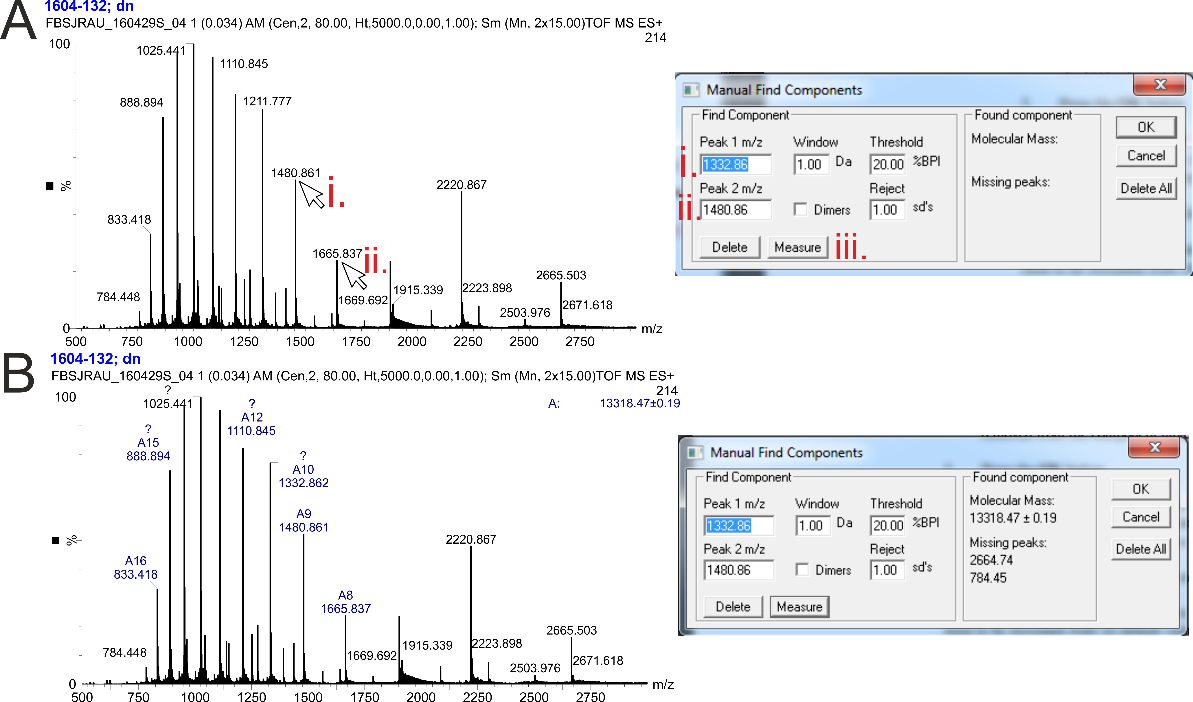 A
1604-132; dn
FBSJRAU_160429S_04 1 (0.034) AM (Cen,2, 80.00, Ht,5000.0,0.00,1.00); Sm (Mn, 2x15.00)TOF MS ES+
214
100
%
0
1025.441
1110.845
888.894
1211.777
1480.861
i.
2220.867
833.418
1665.837
ii.
2665.503
784.448
1669.692
1915.339
2223.898
2503.976
2671.618
500 750 1000 1250 1500 1750 2000 2250 2500 2750
m/z
Manual Find Components
Find Component
Peak 1 m/z Window Threshold
i. 1332.86 1.00 Da 20.00 %BPI
Peak 2 m/z Reject
ii. 1480.86 Dimers 1.00 sd's
Delete Measure iii.
Found component
Molecular Mass:
Missing peaks:
OK
Cancel
Delete All
B
1604-132; dn
FBSJRAU_160429S_04 1 (0.034) AM (Cen,2, 80.00, Ht,5000.0,0.00,1.00); Sm (Mn, 2x15.00)TOF MS ES+
214
A: 13318.47±0.19
100
%
0
?
1025.441
?
A12
1110.845
?
A15
888.894
?
A10
1332.862
A9
1480.861
2220.867
A16
833.418
A8
1665.837
2665.503
784.448
1669.692
1915.339
2223.898
2503.976
2671.618
500 750 1000 1250 1500 1750 2000 2250 2500 2750
m/z
Manual Find Components
Find Component
Peak 1 m/z Window Threshold
1332.86 1.00 Da 20.00 %BPI
Peak 2 m/z Reject
1480.86 Dimers 1.00 sd's
Delete Measure
Found component
Molecular Mass:
13318.47 ± 0.19
Missing peaks:
2664.74
784.45
OK
Cancel
Delete All